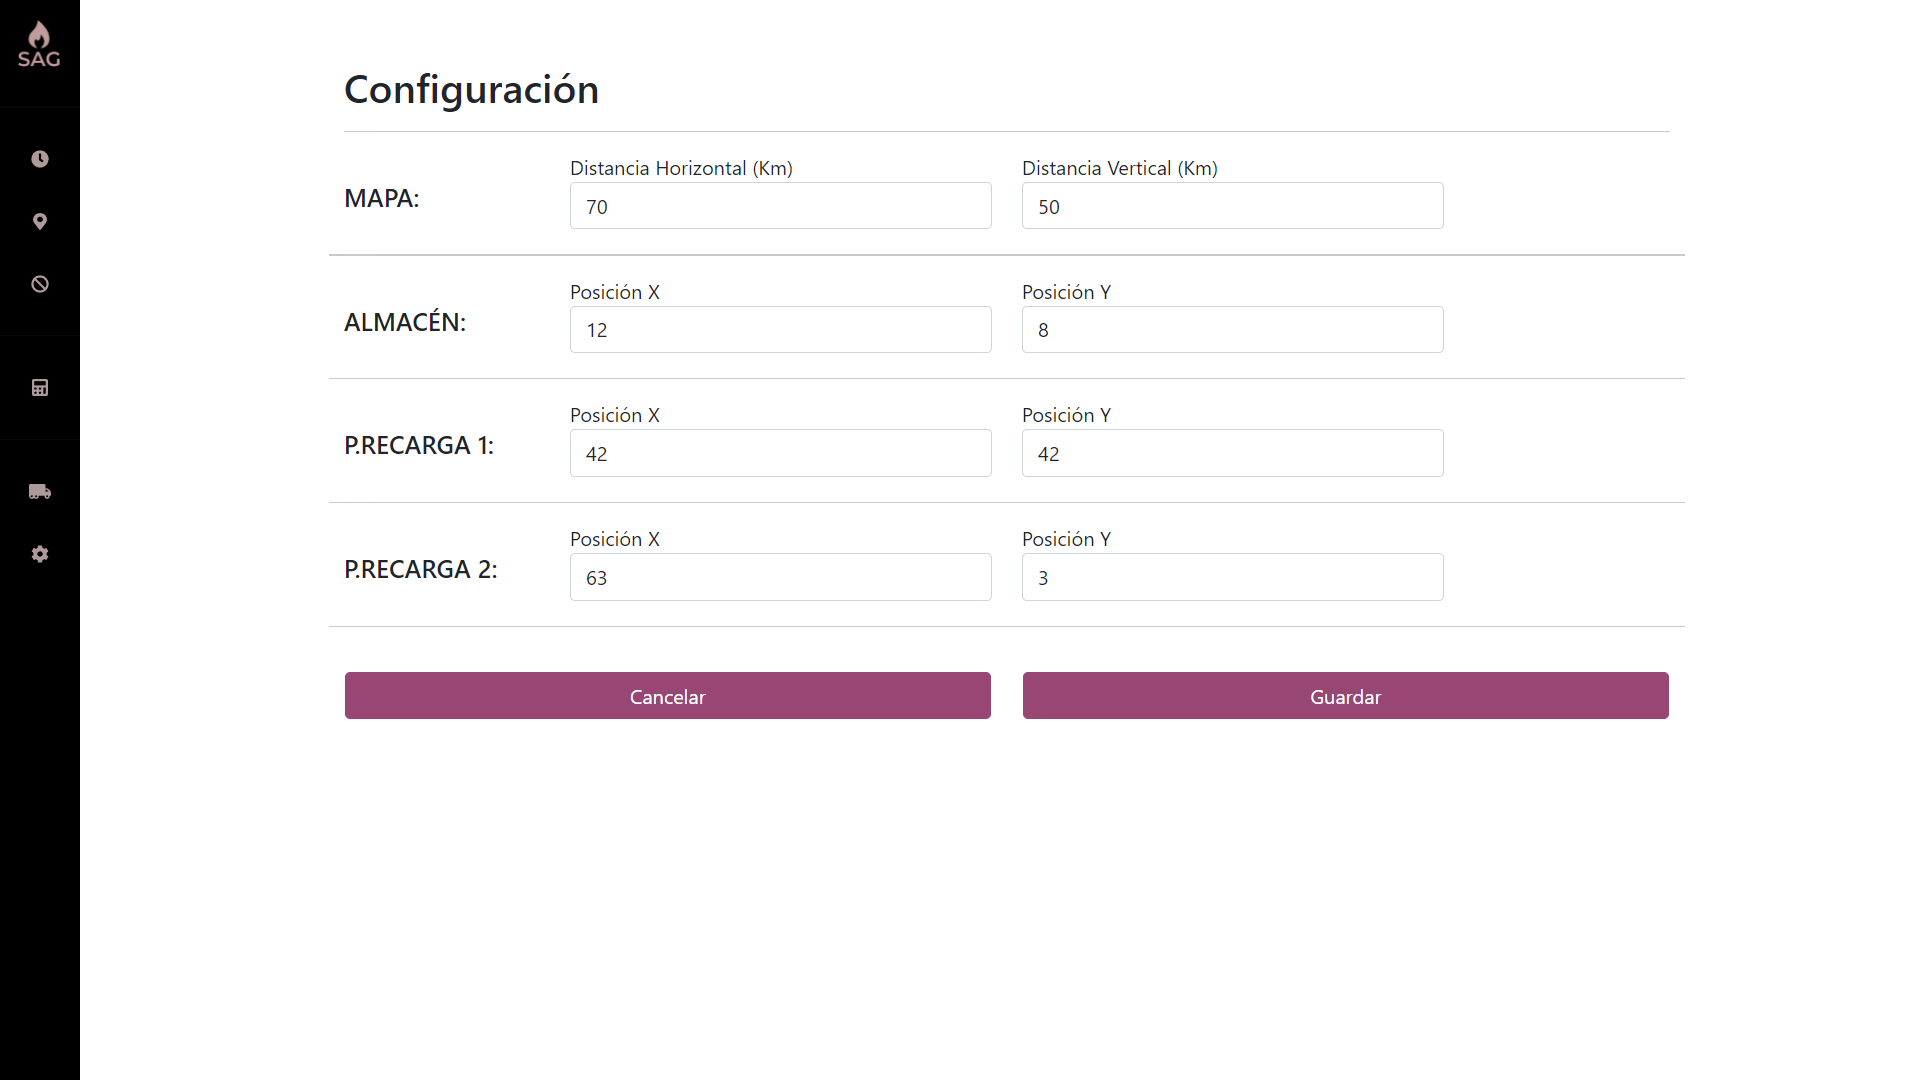 SAG
Configuración
Distancia Horizontal (Km)
Distancia Vertical (Km)
MAPA:
70
50
Posición X
Posición Y
ALMACÉN:
12
8
Posición X
Posición Y
P.RECARGA 1:
42
42
Posición X
Posición Y
P.RECARGA 2:
63
3
Cancelar
Guardar